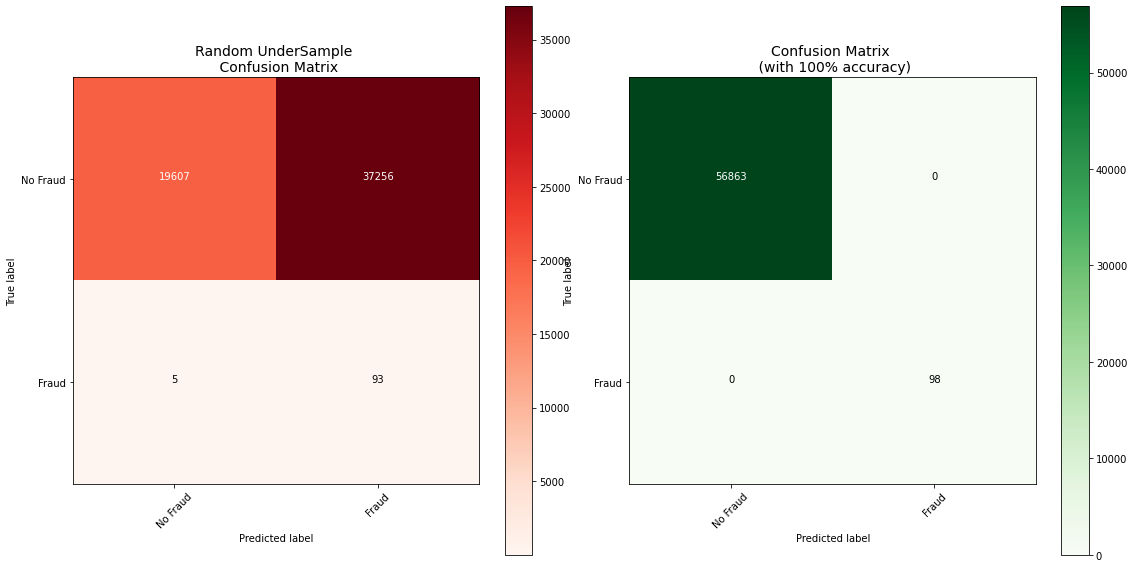 Random UnderSample
Confusion Matrix
No Fraud
Fraud
True label
19607
37256
5
93
No Fraud
Fraud
Predicted label
35000
30000
25000
20000
15000
10000
5000
Confusion Matrix
(with 100% accuracy)
No Fraud
Fraud
True label
56863
0
0
98
No Fraud
Fraud
Predicted label
50000
40000
30000
20000
10000
0